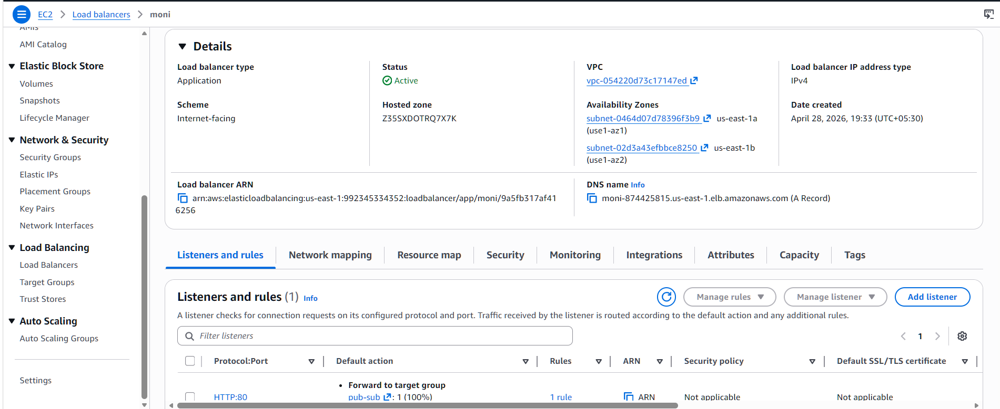 EC2 > Load balancers > moni
AMIs
AMI Catalog
Elastic Block Store
Volumes
Snapshots
Lifecycle Manager
Network & Security
Security Groups
Elastic IPs
Placement Groups
Key Pairs
Network Interfaces
Load Balancing
Load Balancers
Target Groups
Trust Stores
Auto Scaling
Auto Scaling Groups
Settings
Details
Load balancer type
Application
Status
Active
VPC
vpc-054220d73c17147ed
Load balancer IP address type
IPv4
Scheme
Internet-facing
Hosted zone
Z35SXDOTRQ7X7K
Availability Zones
subnet-0464d07d78396f3b9 us-east-1a
(use1-az1)
subnet-02d3a43efbbce8250 us-east-1b
(use1-az2)
Date created
April 28, 2026, 19:33 (UTC+05:30)
Load balancer ARN
arn:aws:elasticloadbalancing:us-east-1:992345334352:loadbalancer/app/moni/9a5fb317af41
6256
DNS name Info
moni-874425815.us-east-1.elb.amazonaws.com (A Record)
Listeners and rules Network mapping Resource map Security Monitoring Integrations Attributes Capacity Tags
Listeners and rules (1) Info
Manage rules Manage listener Add listener
A listener checks for connection requests on its configured protocol and port. Traffic received by the listener is routed according to the default action and any additional rules.
Filter listeners
1
Protocol:Port Default action Rules ARN Security policy Default SSL/TLS certificate
• Forward to target group
HTTP:80 pub-sub : 1 (100%) 1 rule ARN Not applicable Not applicable